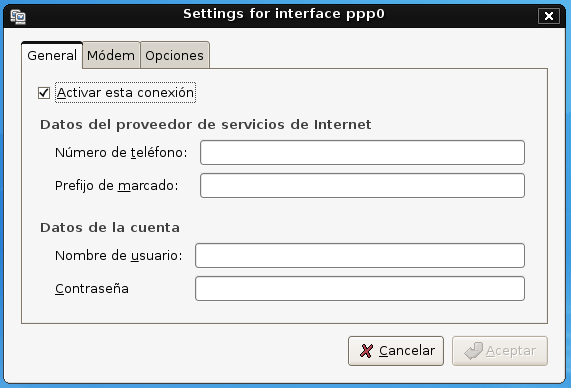 Settings for interface ppp0
General
Módem
Opciones
Activar esta conexión
Datos del proveedor de servicios de Internet
Número de teléfono:
Prefijo de marcado:
Datos de la cuenta
Nombre de usuario:
Contraseña
Cancelar
Aceptar